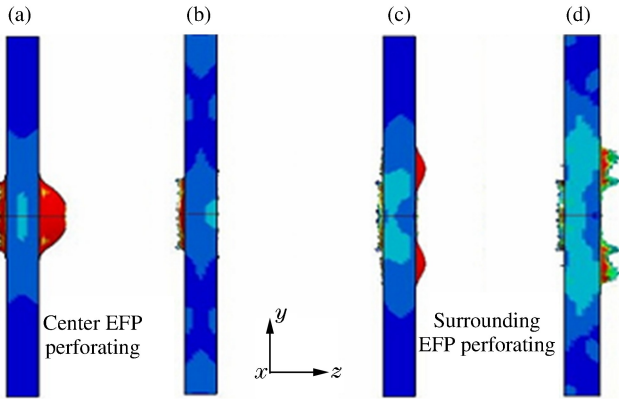 (a) (b) (c) (d)
Center EFP
perforating
y
x z
Surrounding
EFP perforating